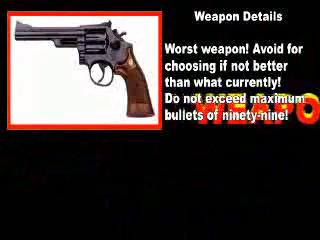 Weapon Details
Worst weapon! Avoid for
choosing if not better
than what currently!
Do not exceed maximum
bullets of ninety-nine!
WEAPO